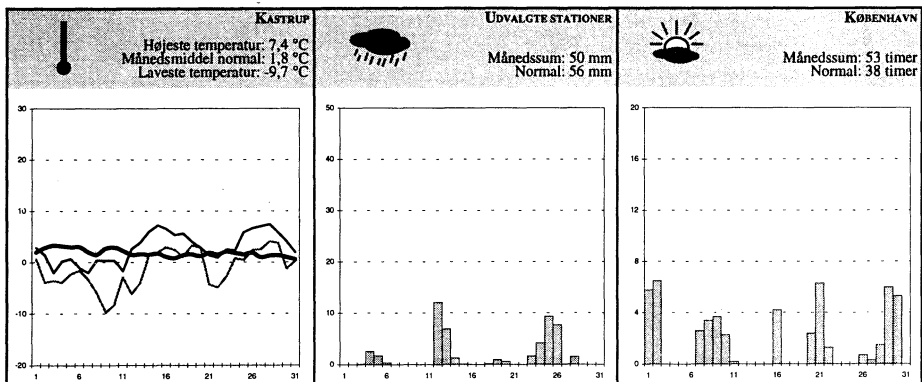 KASTRUP
Højeste temperatur: 7,4 °C
Månedsmiddel normal: 1,8 °C
Laveste temperatur: -9,7 °C
30
20
10
0
-10
-20
1 6 11 16 21 26 31
UDVALGTE STATIONER
Månedssum: 50 mm
Normal: 56 mm
50
40
30
20
10
0
1 6 11 16 21 26 31
KØBENHAVN
Månedssum: 53 timer
Normal: 38 timer
20
16
12
8
4
0
1 6 11 16 21 26 31